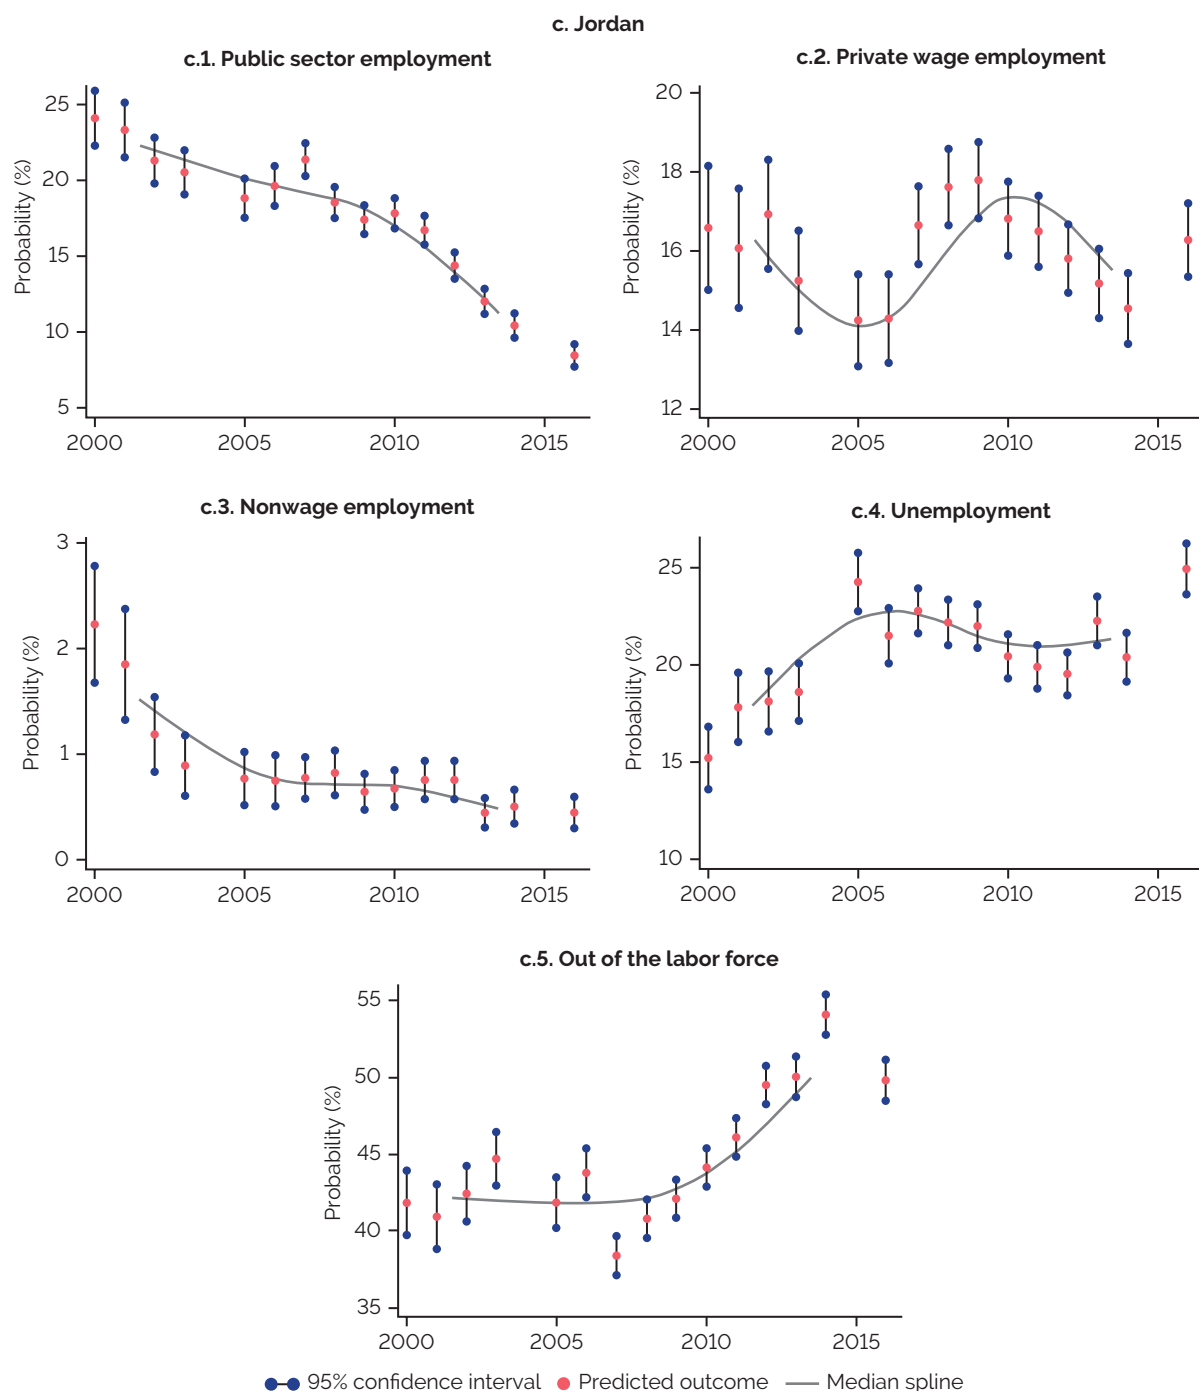 c. Jordan
c.1. Public sector employment
Probability (%)
25
20
15
10
5
2000 2005 2010 2015
c.2. Private wage employment
Probability (%)
20
18
16
14
12
2000 2005 2010 2015
c.3. Nonwage employment
Probability (%)
3
2
1
0
2000 2005 2010 2015
c.4. Unemployment
Probability (%)
25
20
15
10
2000 2005 2010 2015
c.5. Out of the labor force
Probability (%)
55
50
45
40
35
2000 2005 2010 2015
95% confidence interval Predicted outcome Median spline